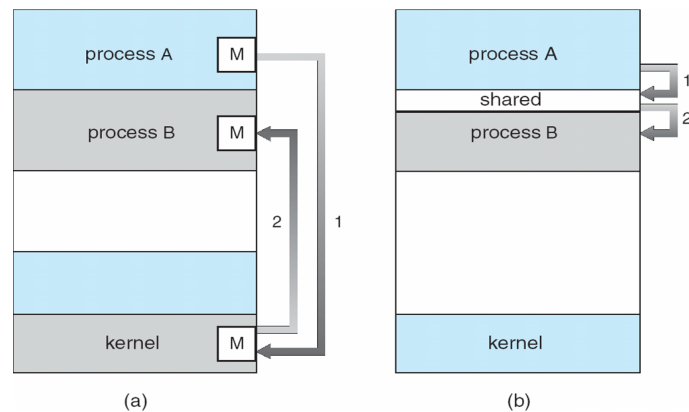 process A
M
process B
M
2
1
kernel
M
(a)
process A
1
shared
2
process B
kernel
(b)